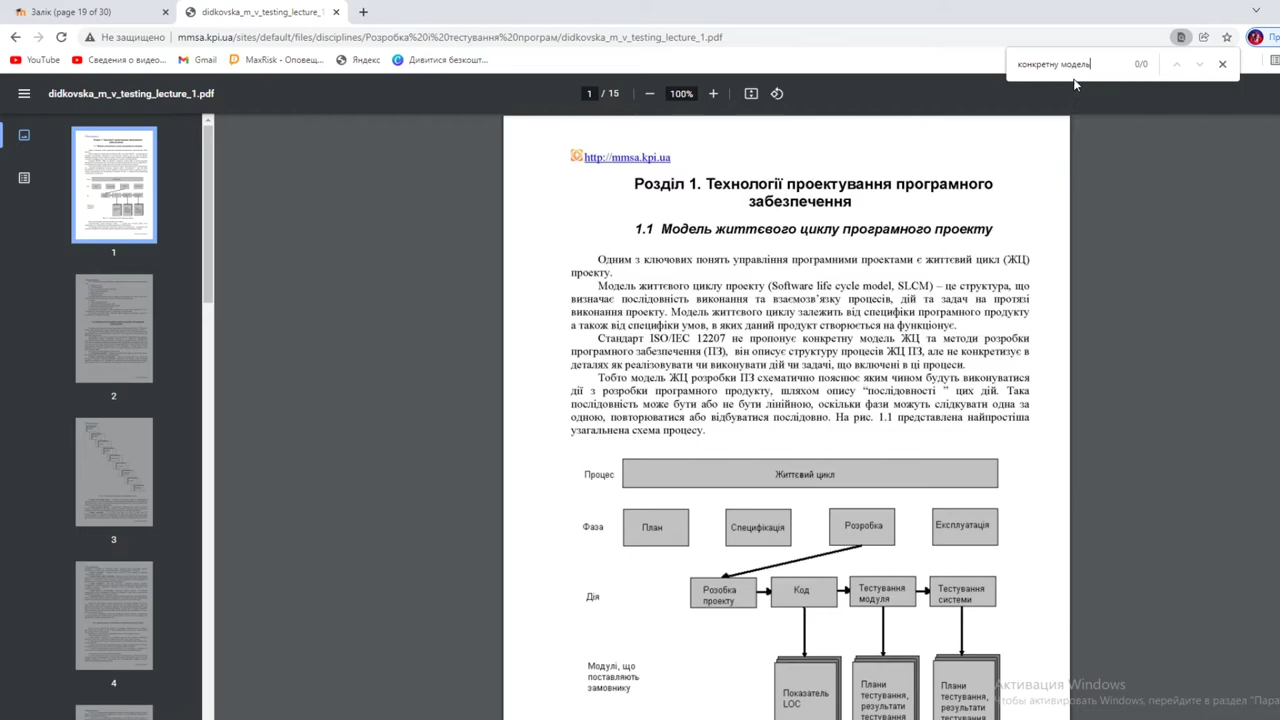 Залік (page 19 of 30)
didkovska_m_v_testing_lecture_1.
Не защищено
mmsa.kpi.ua/sites/default/files/disciplines/Розробка%20і%20тестування%20програм/didkovska_m_v_testing_lecture_1.pdf
YouTube
Сведения о видео...
Gmail
MaxRisk - Оповещ...
Яндекс
Дивитися безкошт...
конкретну модель
0/0
didkovska_m_v_testing_lecture_1.pdf
1 / 15
100%
1
2
3
4
http://mmsa.kpi.ua
Розділ 1. Технології проектування програмного
забезпечення
1.1 Модель життєвого циклу програмного проекту
Одним з ключових понять управління програмними проектами є життєвий цикл (ЖЦ)
проекту.
Модель життєвого циклу проекту (Software life cycle model, SLCM) – це структура, що
визначає послідовність виконання та взаємозв’язку процесів, дій та задач на протязі
виконання проекту. Модель життєвого циклу залежить від специфіки програмного продукту
а також від специфіки умов, в яких даний продукт створюється на функціонує.
Стандарт ISO/IEC 12207 не пропонує конкретну модель ЖЦ та методи розробки
програмного забезпечення (ПЗ), він описує структуру процесів ЖЦ ПЗ, але не конкретизує в
деталях як реалізовувати чи виконувати дій чи задачі, що включені в ці процеси.
Тобто модель ЖЦ розробки ПЗ схематично пояснює яким чином будуть виконуватися
дії з розробки програмного продукту, шляхом опису “послідовності ” цих дій. Така
послідовність може бути або не бути лінійною, оскільки фази можуть слідкувати одна за
одною, повторюватися або відбуватися послідовно. На рис. 1.1 представлена найпростіша
узагальнена схема процесу.
Процес
Життєвий цикл
Фаза
План
Специфікація
Розробка
Експлуатація
Дія
Розобка
проекту
Код
Тестування
модуля
Тестування
системи
Модулі, що
поставляють
замовнику
Показатель
LOC
Плани
тестування,
результати
тестування
Плани
тестування,
результати
тестування
Активация Windows
Чтобы активировать Windows, перейдите в раздел "Пара